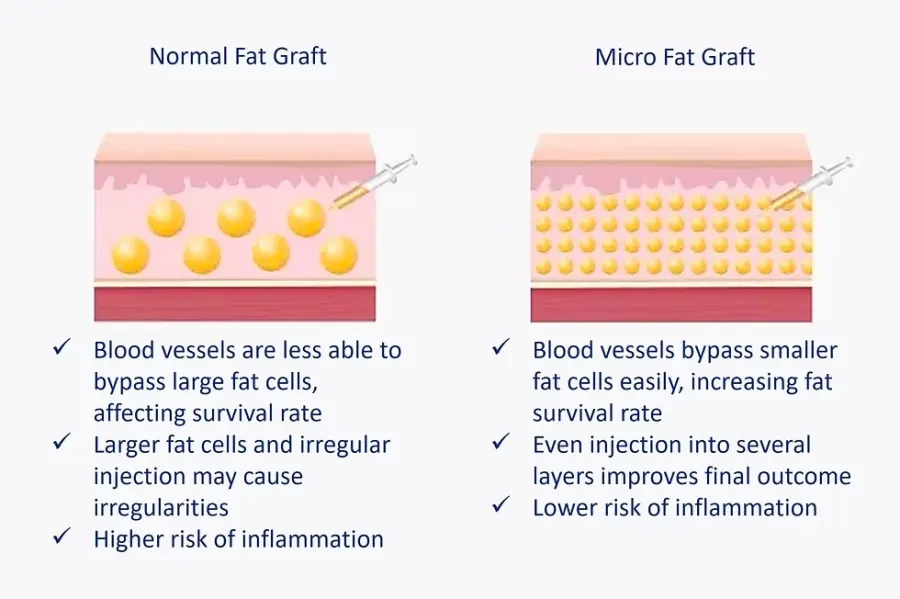 Normal Fat Graft
✓ Blood vessels are less able to
bypass large fat cells,
affecting survival rate
✓ Larger fat cells and irregular
injection may cause
irregularities
✓ Higher risk of inflammation
Micro Fat Graft
✓ Blood vessels bypass smaller
fat cells easily, increasing fat
survival rate
✓ Even injection into several
layers improves final outcome
✓ Lower risk of inflammation